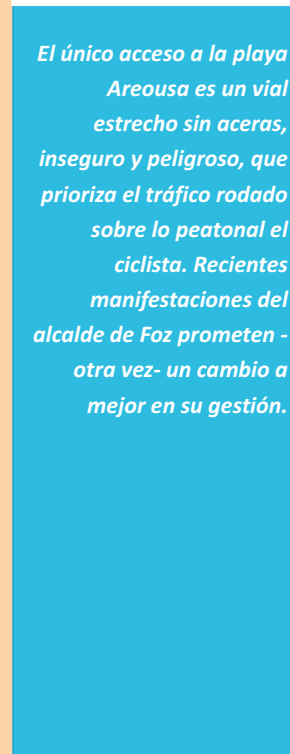 El único acceso a la playa
Areousa es un vial
estrecho sin aceras,
inseguro y peligroso, que
prioriza el tráfico rodado
sobre lo peatonal el
ciclista. Recientes
manifestaciones del
alcalde de Foz prometen -
otra vez- un cambio a
mejor en su gestión.